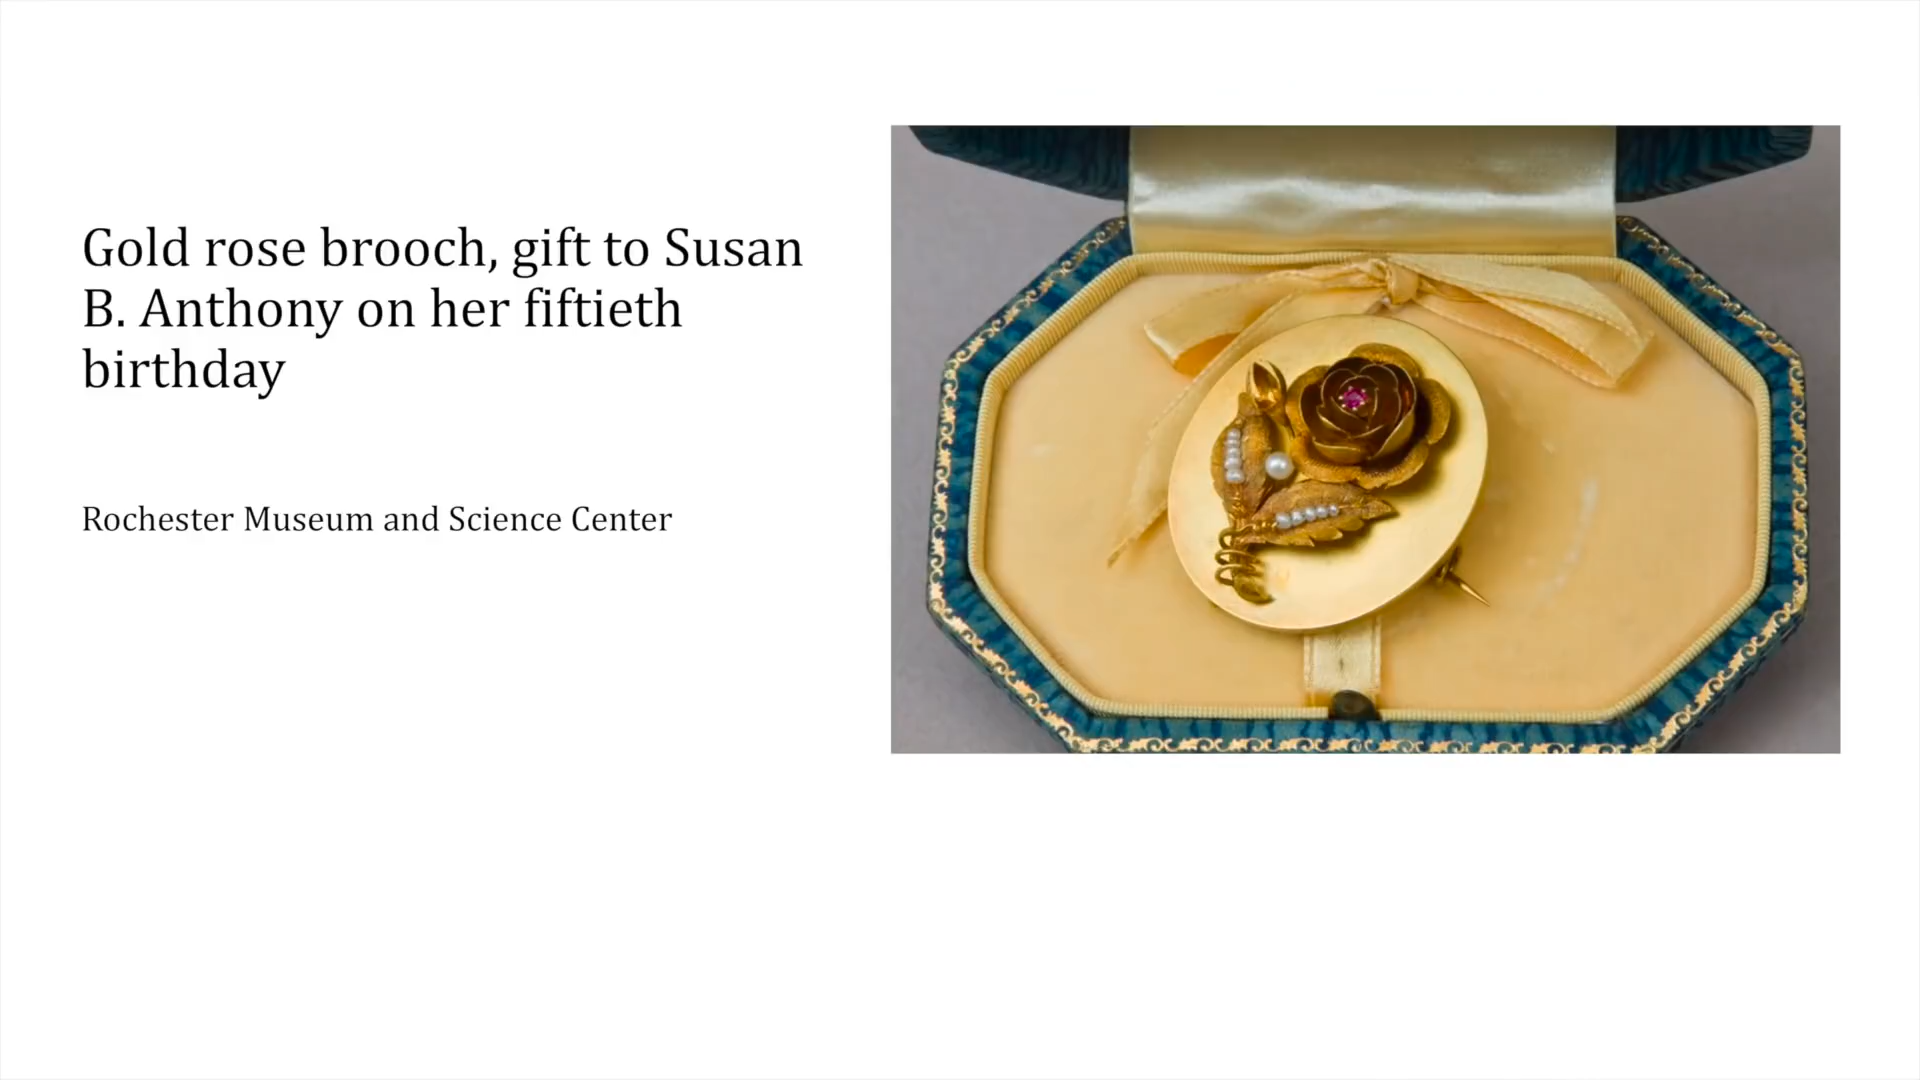 Gold rose brooch, gift to Susan
B. Anthony on her fiftieth
birthday
Rochester Museum and Science Center